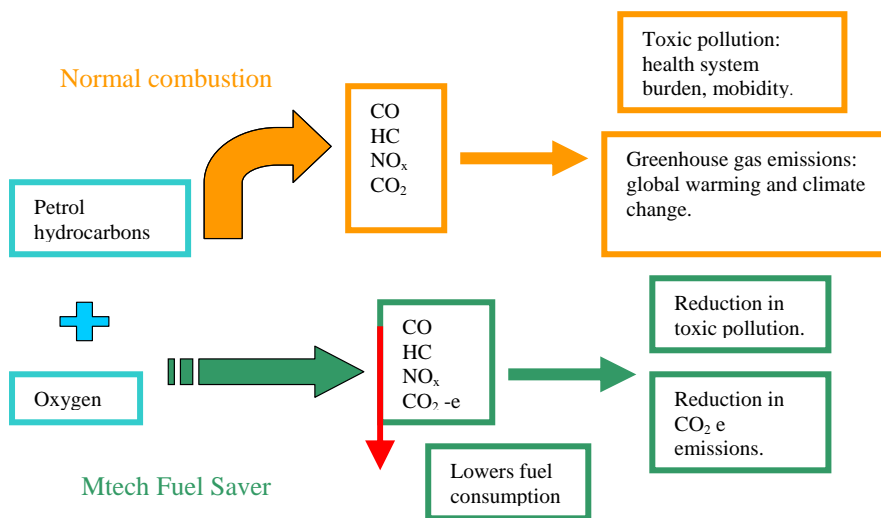 Normal combustion
Toxic pollution:
health system
burden, mobidity.
CO
HC
NOₓ
CO₂
Greenhouse gas emissions:
global warming and climate
change.
Petrol
hydrocarbons
Oxygen
CO
HC
NOₓ
CO₂ -e
Reduction in
toxic pollution.
Reduction in
CO₂ e
emissions.
Lowers fuel
consumption
Mtech Fuel Saver